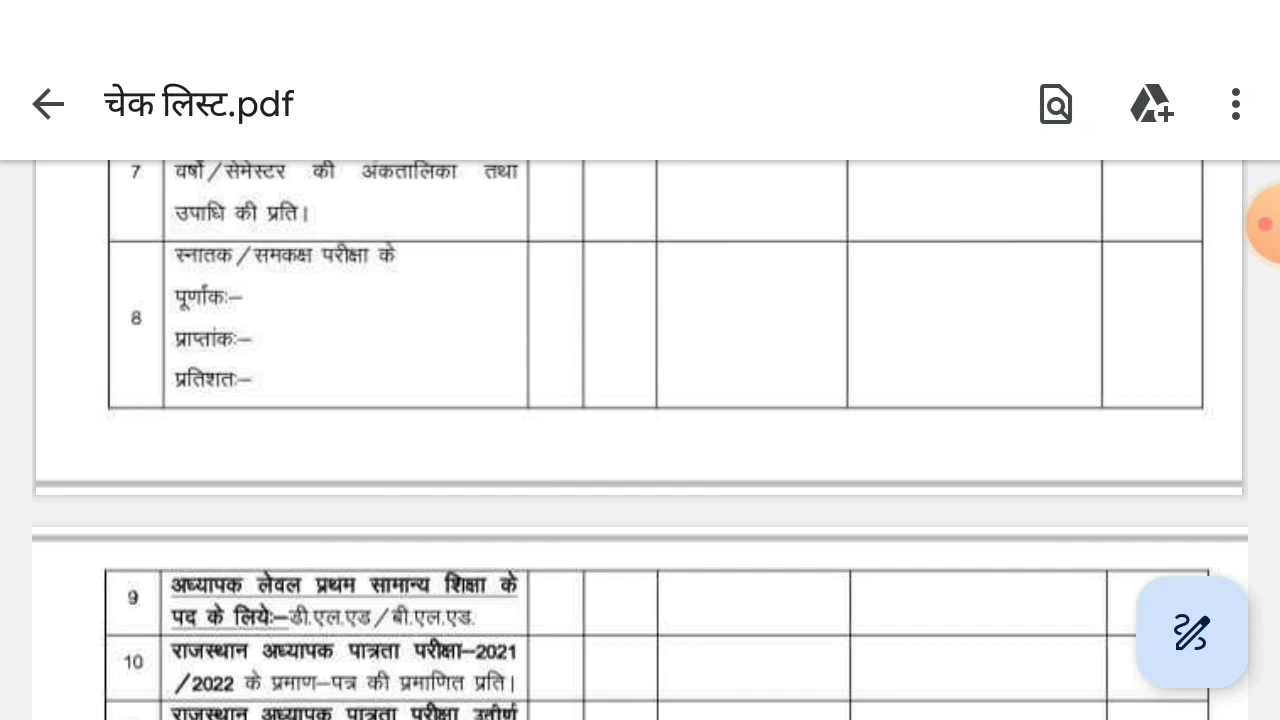 चेक लिस्ट.pdf
7 वर्षो/सेमेस्टर की अंकतालिका तथा
उपाधि की प्रति।
8 स्नातक/समकक्ष परीक्षा के
पूर्णांकः–
प्राप्तांकः–
प्रतिशतः–
9 अध्यापक लेवल प्रथम सामान्य शिक्षा के
पद के लियेः–डी.एल.एड/बी.एल.एड.
10 राजस्थान अध्यापक पात्रता परीक्षा–2021
/2022 के प्रमाण–पत्र की प्रमाणित प्रति।
राजस्थान अध्यापक पात्रता परीक्षा उत्तीर्ण